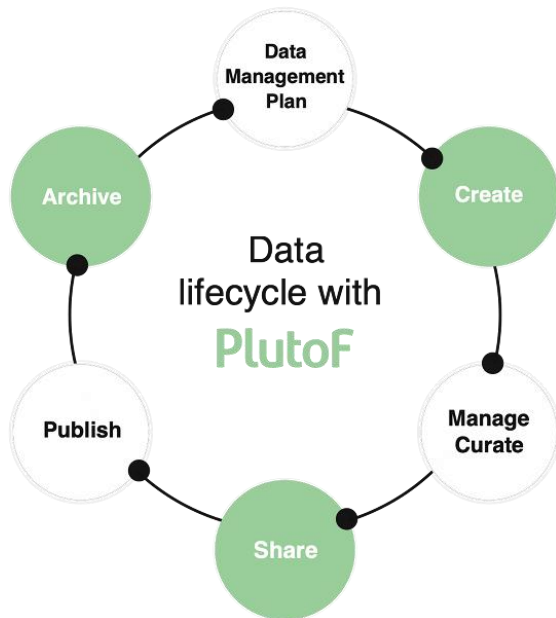 Data
Management
Plan
Create
Manage
Curate
Share
Publish
Archive
Data
lifecycle with
PlutoF